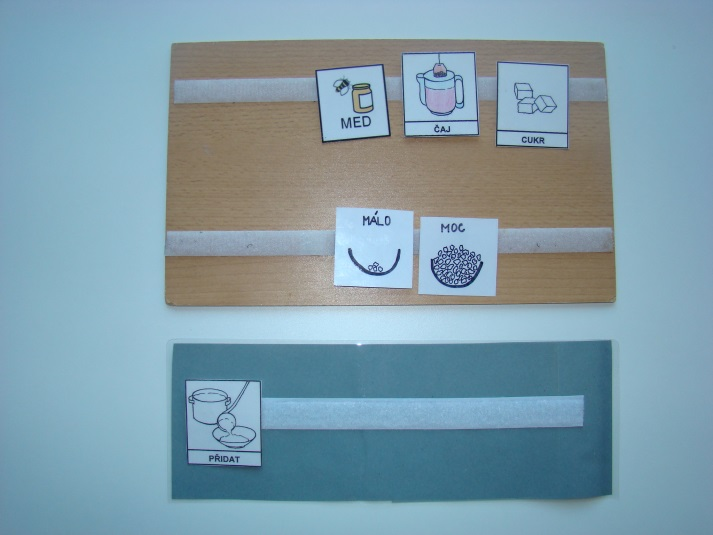 MED
ČAJ
CUKR
MÁLO
MOC
PŘIDAT